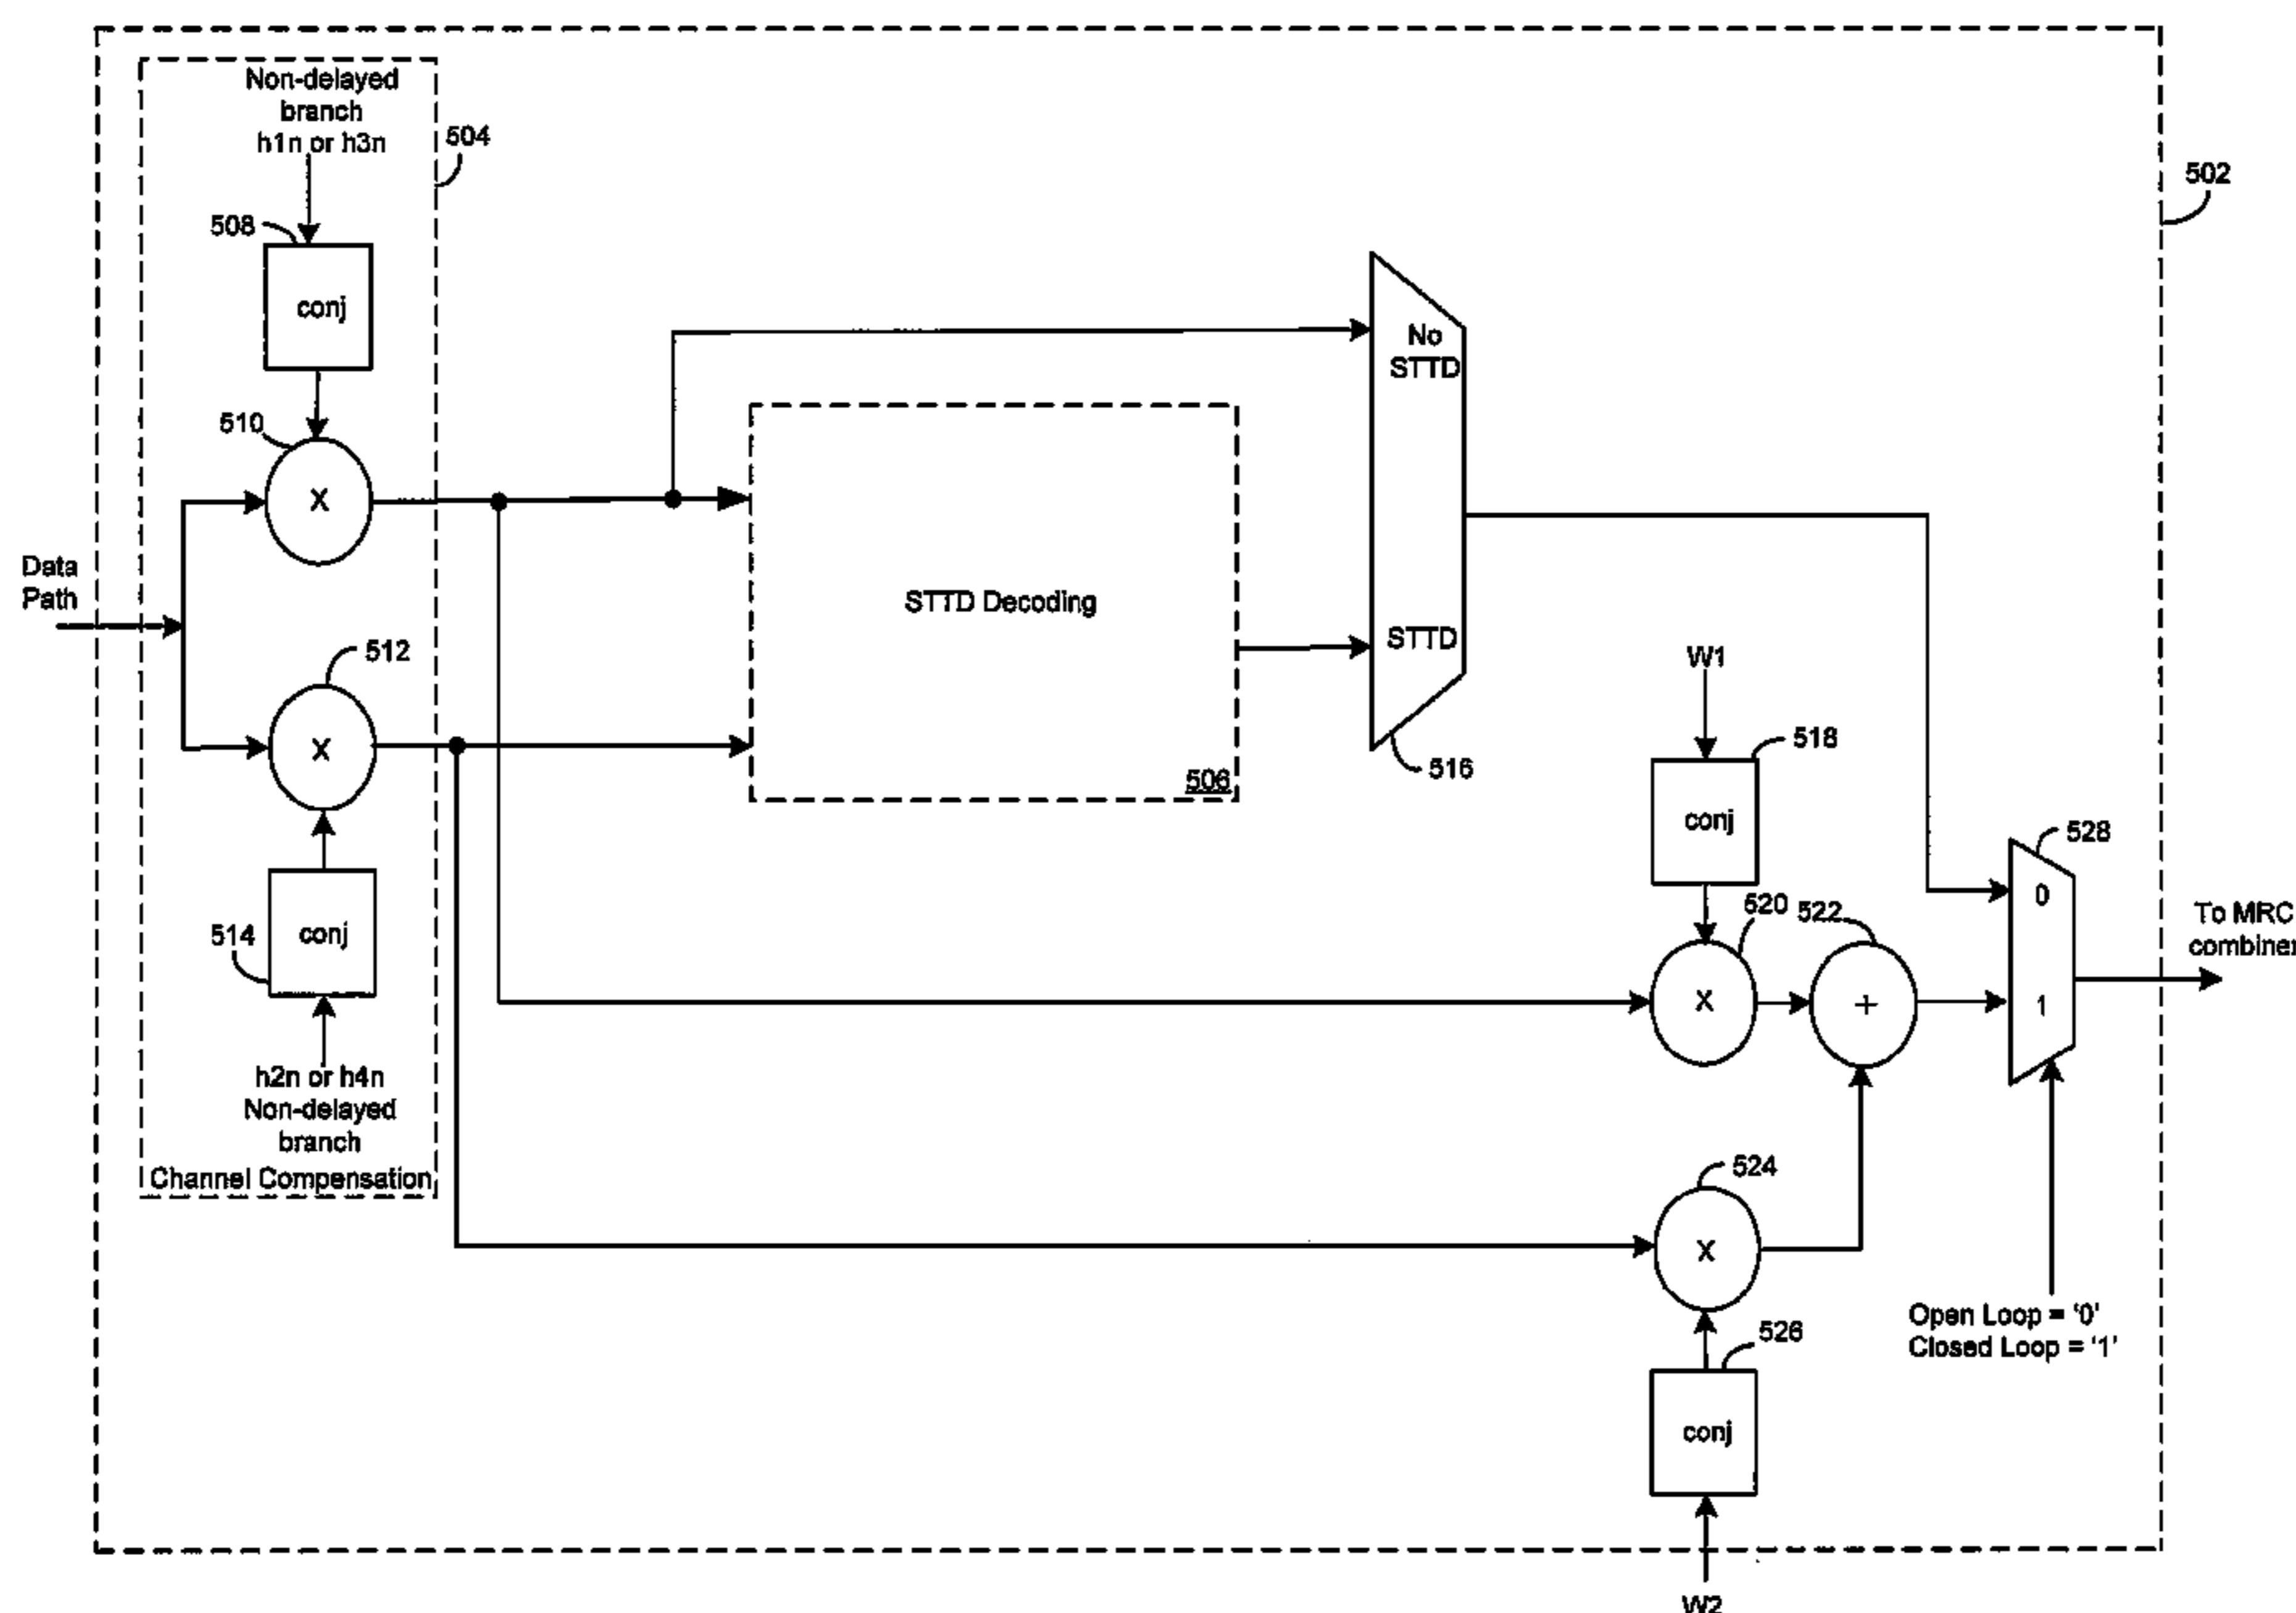 Non-delayed
branch
h1n or h3n
504
502
508
conj
No
STTD
510
X
Data
Path
STTD Decoding
STTD
512
X
W1
518
516
506
conj
528
0
514
conj
520
522
To MRC
X
+
1
h2n or h4n
Non-delayed
branch
Channel Compensation
524
X
Open Loop = '0'
Closed Loop = '1'
526
conj
W2